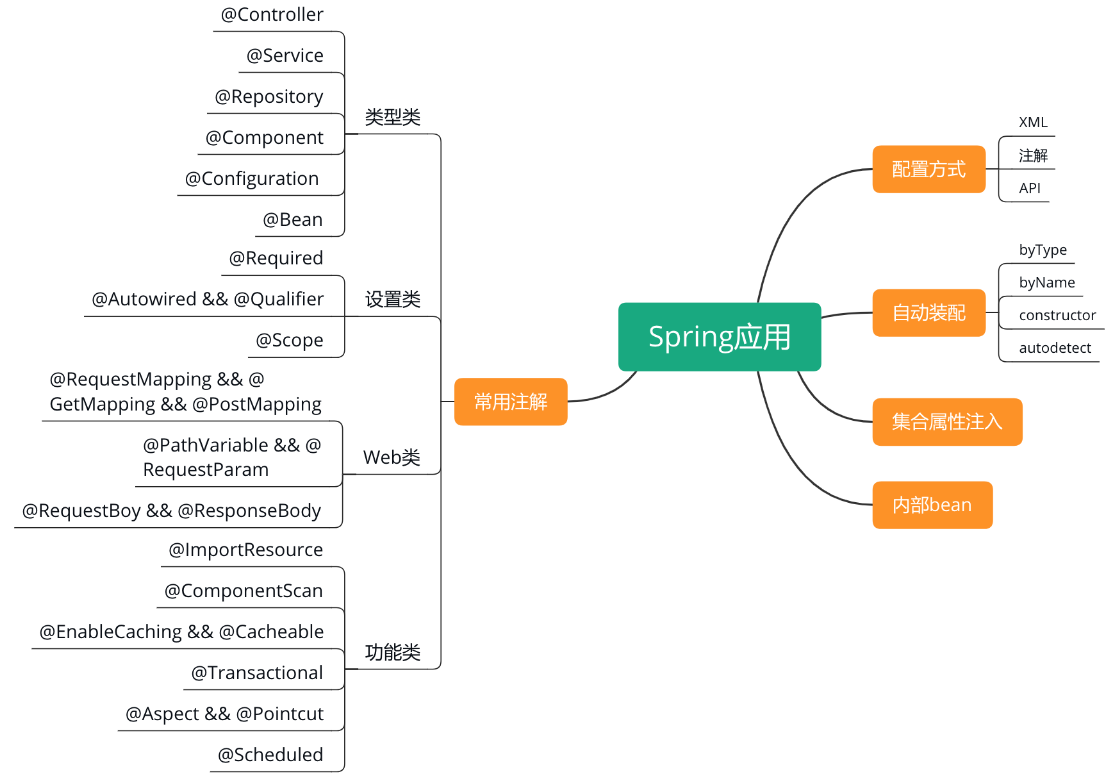 Spring应用
配置方式
XML
注解
API
自动装配
byType
byName
constructor
autodetect
集合属性注入
内部bean
常用注解
类型类
@Controller
@Service
@Repository
@Component
@Configuration
@Bean
设置类
@Required
@Autowired && @Qualifier
@Scope
Web类
@RequestMapping && @
GetMapping && @PostMapping
@PathVariable && @
RequestParam
@RequestBoy && @ResponseBody
功能类
@ImportResource
@ComponentScan
@EnableCaching && @Cacheable
@Transactional
@Aspect && @Pointcut
@Scheduled